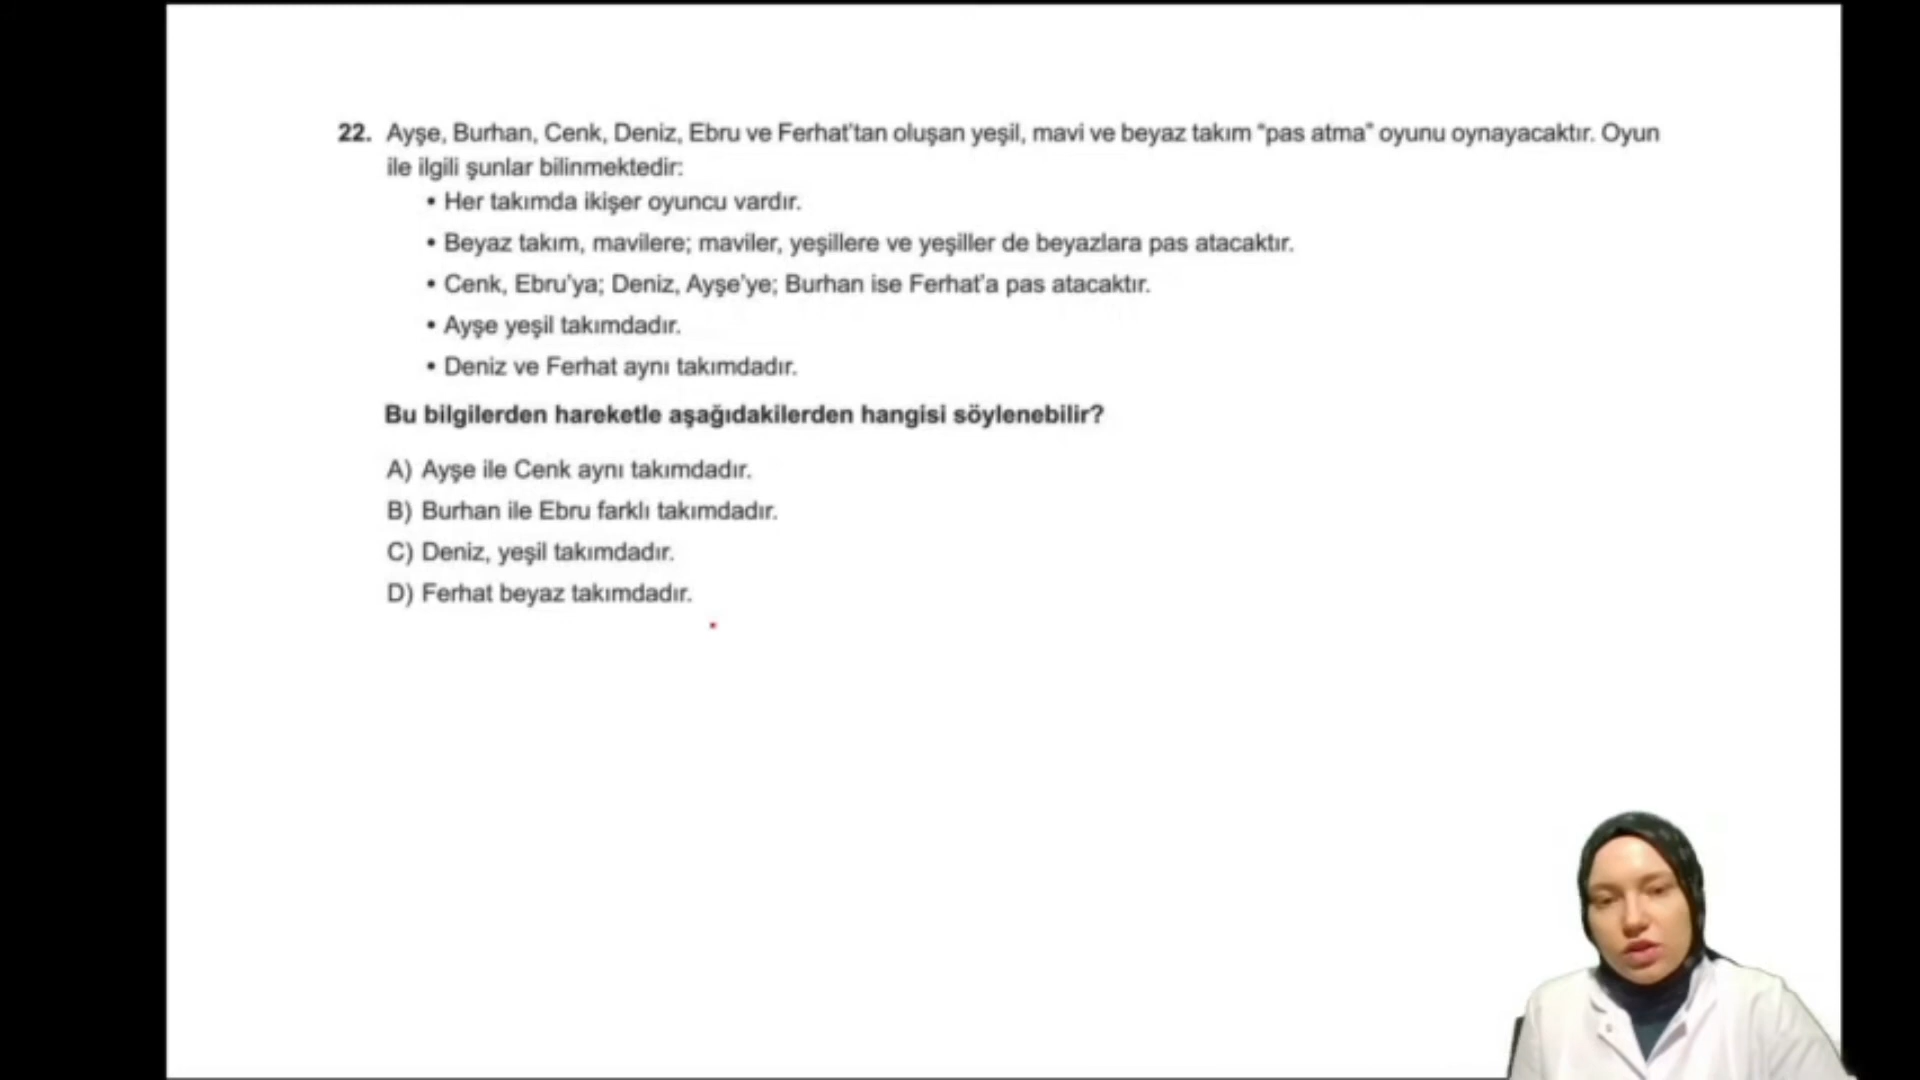 22. Ayşe, Burhan, Cenk, Deniz, Ebru ve Ferhat'tan oluşan yeşil, mavi ve beyaz takım "pas atma" oyunu oynayacaktır. Oyun
ile ilgili şunlar bilinmektedir:
• Her takımda ikişer oyuncu vardır.
• Beyaz takım, mavilere; maviler, yeşillere ve yeşiller de beyazlara pas atacaktır.
• Cenk, Ebru'ya; Deniz, Ayşe'ye; Burhan ise Ferhat'a pas atacaktır.
• Ayşe yeşil takımdadır.
• Deniz ve Ferhat aynı takımdadır.
Bu bilgilerden hareketle aşağıdakilerden hangisi söylenebilir?
A) Ayşe ile Cenk aynı takımdadır.
B) Burhan ile Ebru farklı takımdadır.
C) Deniz, yeşil takımdadır.
D) Ferhat beyaz takımdadır.